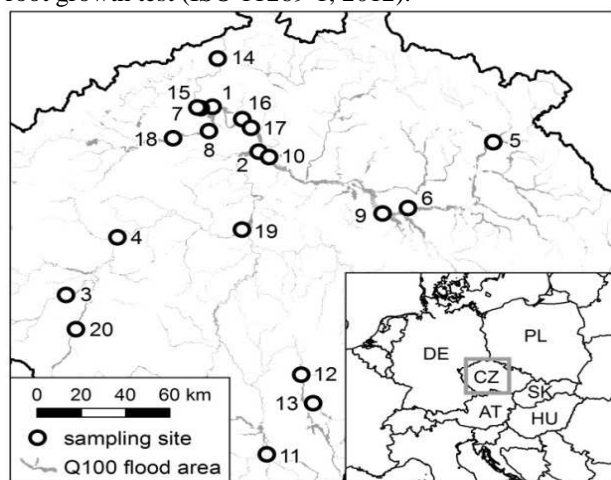 root growth test (ISO 11269-1, 2012).
14
15
1
7
16
17
18
8
5
2
10
6
9
4
19
3
20
12
13
11
0 20 40 60 km
sampling site
Q100 flood area
DE
PL
CZ
SK
AT
HU